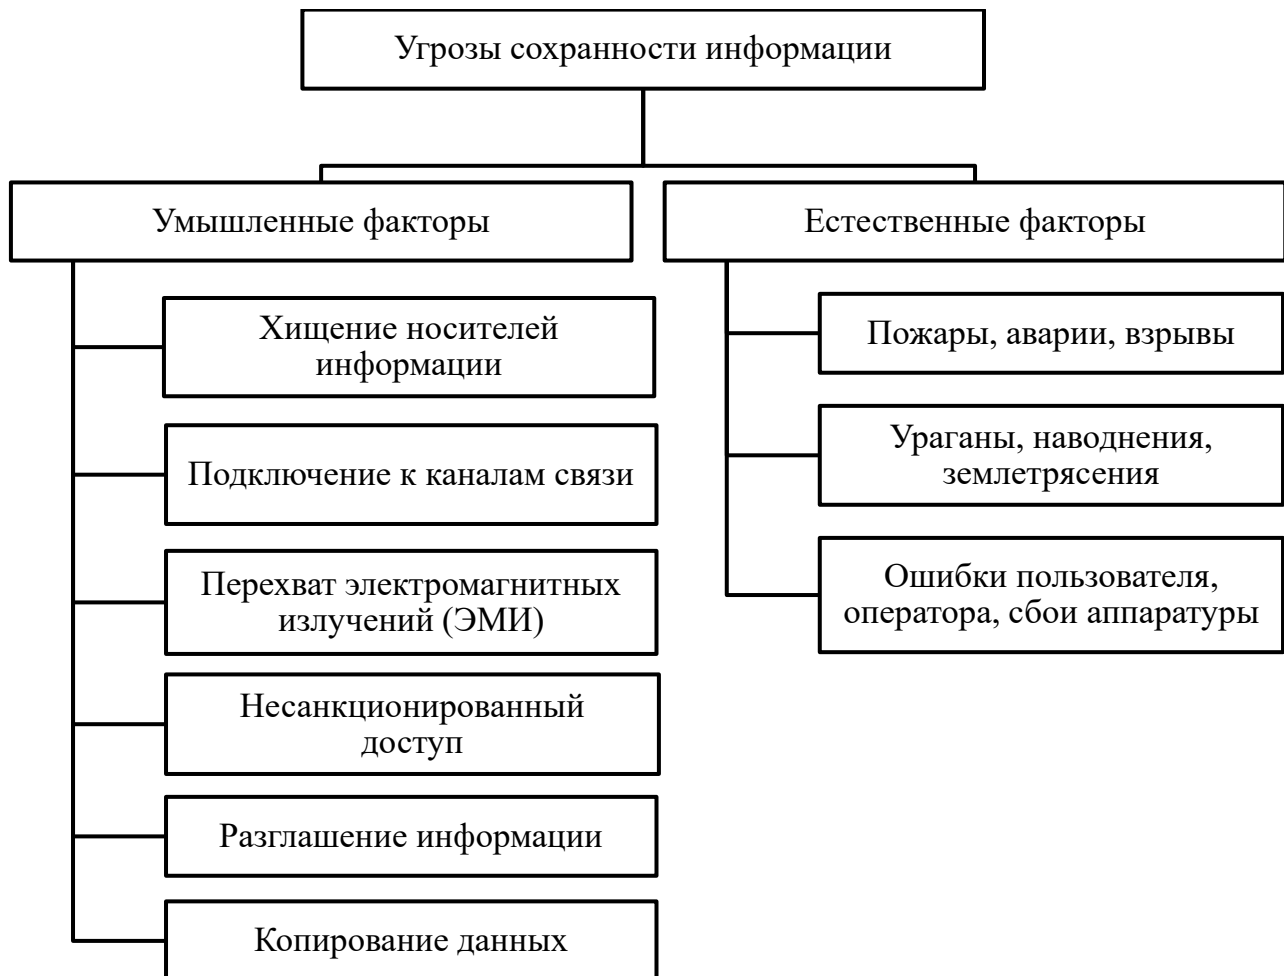 Угрозы сохранности информации
Умышленные факторы
Хищение носителей
информации
Подключение к каналам связи
Перехват электромагнитных
излучений (ЭМИ)
Несанкционированный
доступ
Разглашение информации
Копирование данных
Естественные факторы
Пожары, аварии, взрывы
Ураганы, наводнения,
землетрясения
Ошибки пользователя,
оператора, сбои аппаратуры